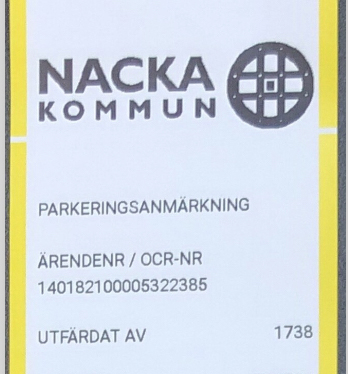 NACKA
KOMMUN
PARKERINGSANMÄRKNING
ÄRENDENR / OCR-NR
140182100005322385
UTFÄRDAT AV 1738